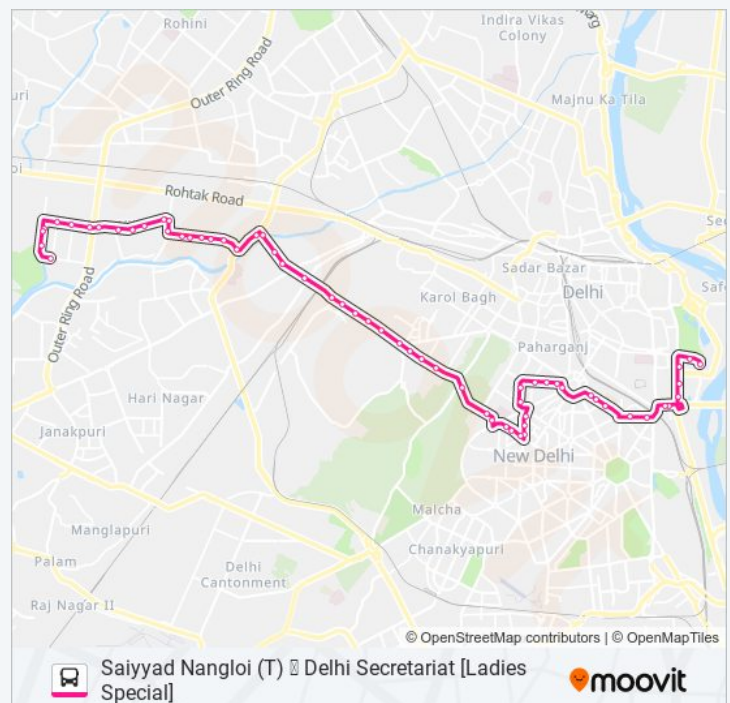 Rohini
Indira Vikas
Colony
Outer Ring Road
Majnu Ka Tila
Rohtak Road
Sadar Bazar
Delhi
Karol Bagh
Paharganj
Outer Ring Road
Hari Nagar
Janakpuri
New Delhi
Malcha
Manglapuri
Chanakyapuri
Palam
Delhi
Cantonment
Raj Nagar II
© OpenStreetMap contributors | © OpenMapTiles
Saiyyad Nangloi (T) Delhi Secretariat [Ladies
Special]
moovit